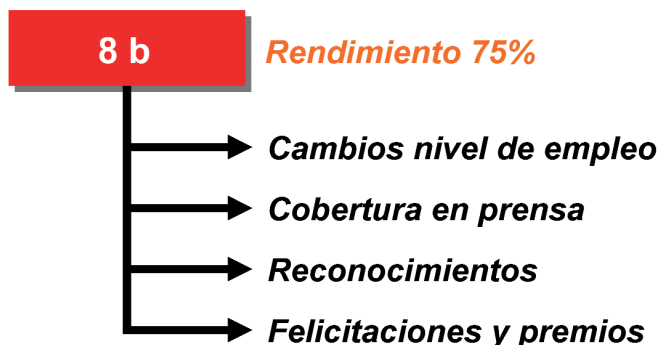 8 b
Rendimiento 75%
Cambios nivel de empleo
Cobertura en prensa
Reconocimientos
Felicitaciones y premios